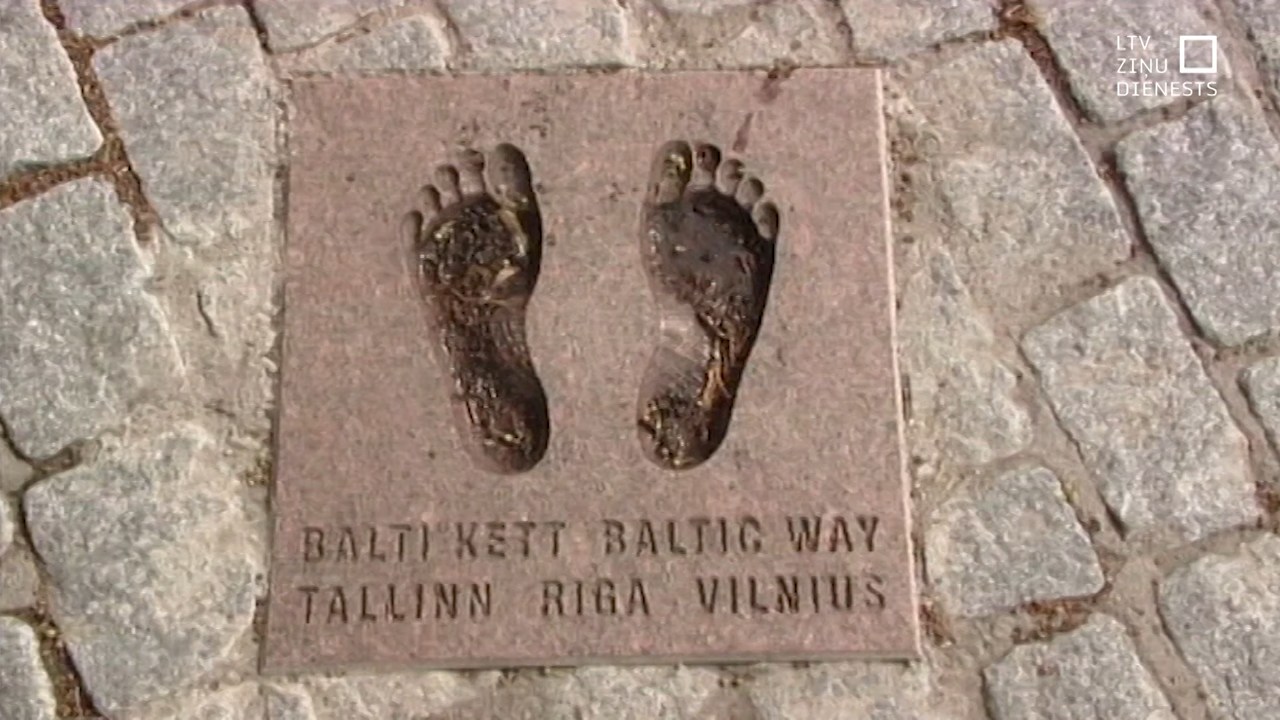 LTV
ZIŅU
DIENESTS
BALTI KETT BALTIC WAY
TALLINN RIGA VILNIUS